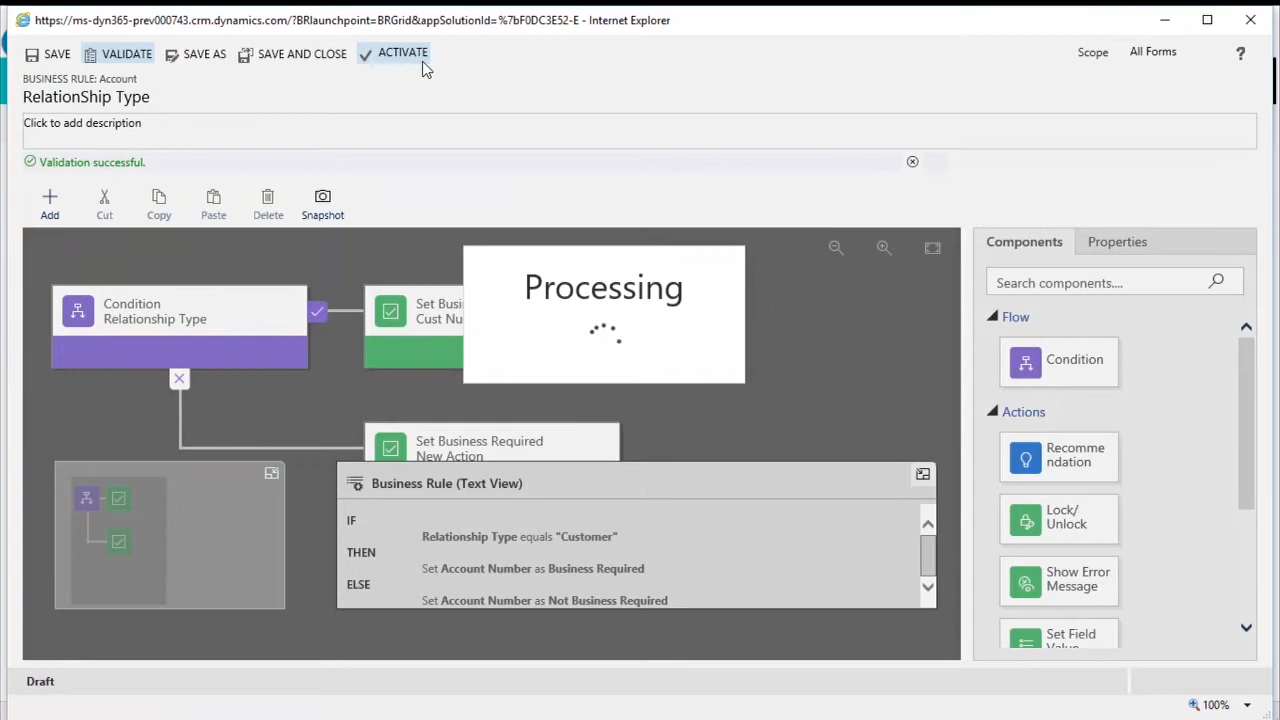 https://ms-dyn365-prev000743.crm.dynamics.com/?BRlaunchpoint=BRGrid&appSolutionId=%7bF0DC3E52-E - Internet Explorer
SAVE VALIDATE SAVE AS SAVE AND CLOSE ACTIVATE Scope All Forms ?
BUSINESS RULE: Account
RelationShip Type
Click to add description
Validation successful.
Add Cut Copy Paste Delete Snapshot
Components Properties
Search components....
Processing
Condition
Relationship Type
Set Busi
Cust Nu
Flow
Condition
Actions
Set Business Required
New Action
Recomme
ndation
Business Rule (Text View)
IF
Relationship Type equals "Customer"
THEN
Set Account Number as Business Required
ELSE
Set Account Number as Not Business Required
Lock/
Unlock
Show Error
Message
Set Field
Value
Draft
100%